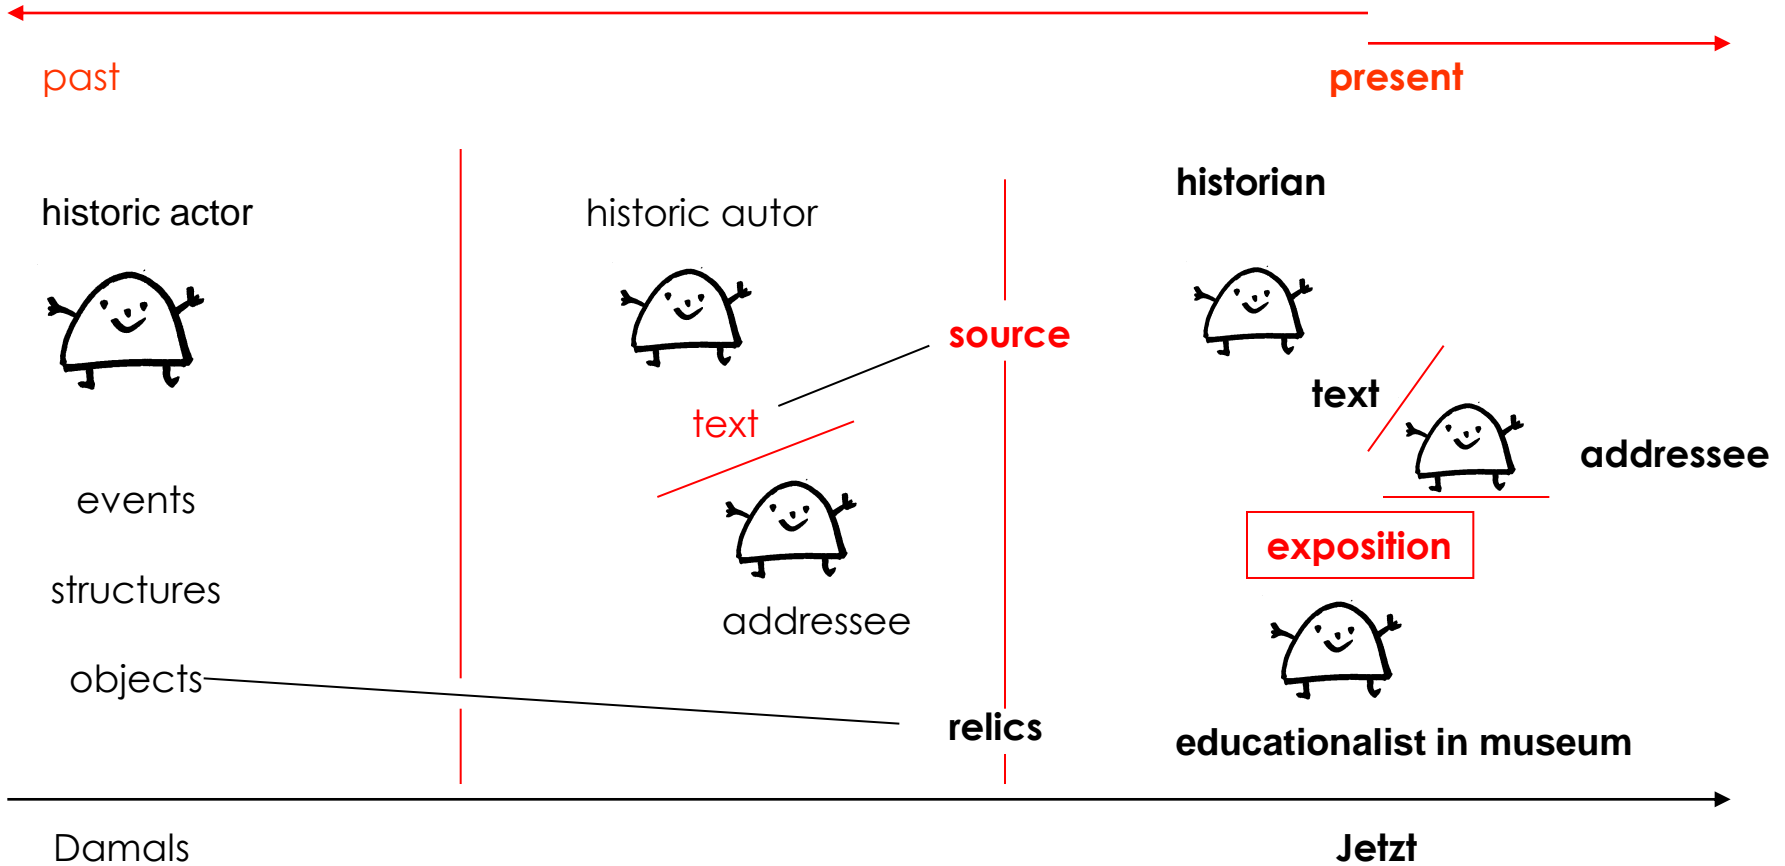 past
present
historic actor
historic autor
historian
source
text
text
addressee
events
exposition
structures
addressee
objects
relics
educationalist in museum
Damals
Jetzt